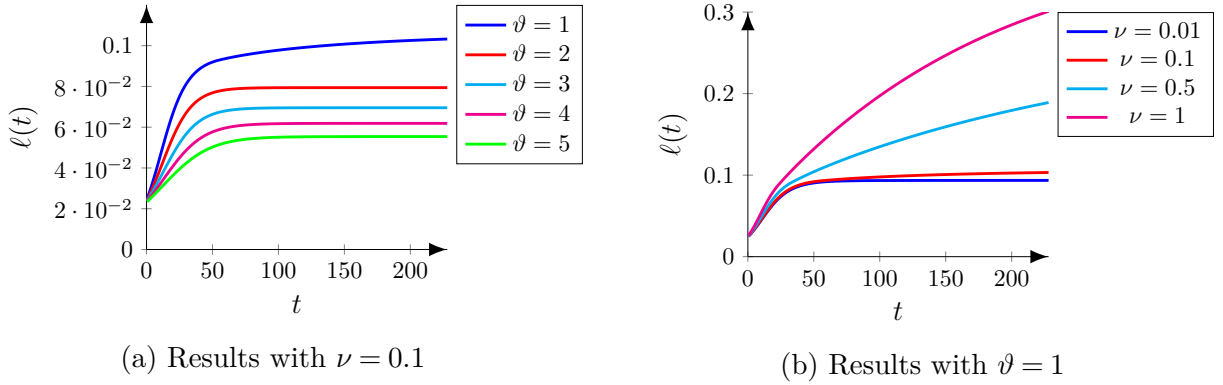 0.1
8 · 10⁻²
6 · 10⁻²
4 · 10⁻²
2 · 10⁻²
0
ℓ(t)
0 50 100 150 200
t
ϑ = 1
ϑ = 2
ϑ = 3
ϑ = 4
ϑ = 5
(a) Results with ν = 0.1
0.3
0.2
0.1
0
ℓ(t)
0 50 100 150 200
t
ν = 0.01
ν = 0.1
ν = 0.5
ν = 1
(b) Results with ϑ = 1